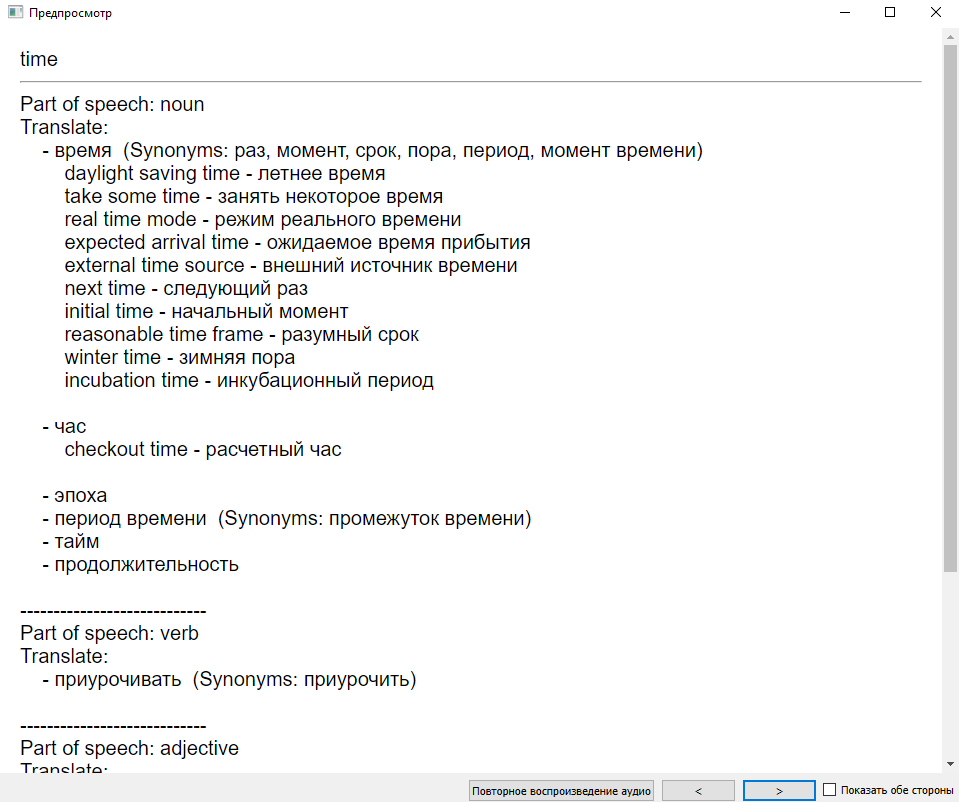 Предпросмотр
time
Part of speech: noun
Translate:
- время (Synonyms: раз, момент, срок, пора, период, момент времени)
daylight saving time - летнее время
take some time - занять некоторое время
real time mode - режим реального времени
expected arrival time - ожидаемое время прибытия
external time source - внешний источник времени
next time - следующий раз
initial time - начальный момент
reasonable time frame - разумный срок
winter time - зимняя пора
incubation time - инкубационный период
- час
checkout time - расчетный час
- эпоха
- период времени (Synonyms: промежуток времени)
- тайм
- продолжительность
----------------------------
Part of speech: verb
Translate:
- приурочивать (Synonyms: приурочить)
----------------------------
Part of speech: adjective
Translate:
Повторное воспроизведение аудио < > Показать обе стороны